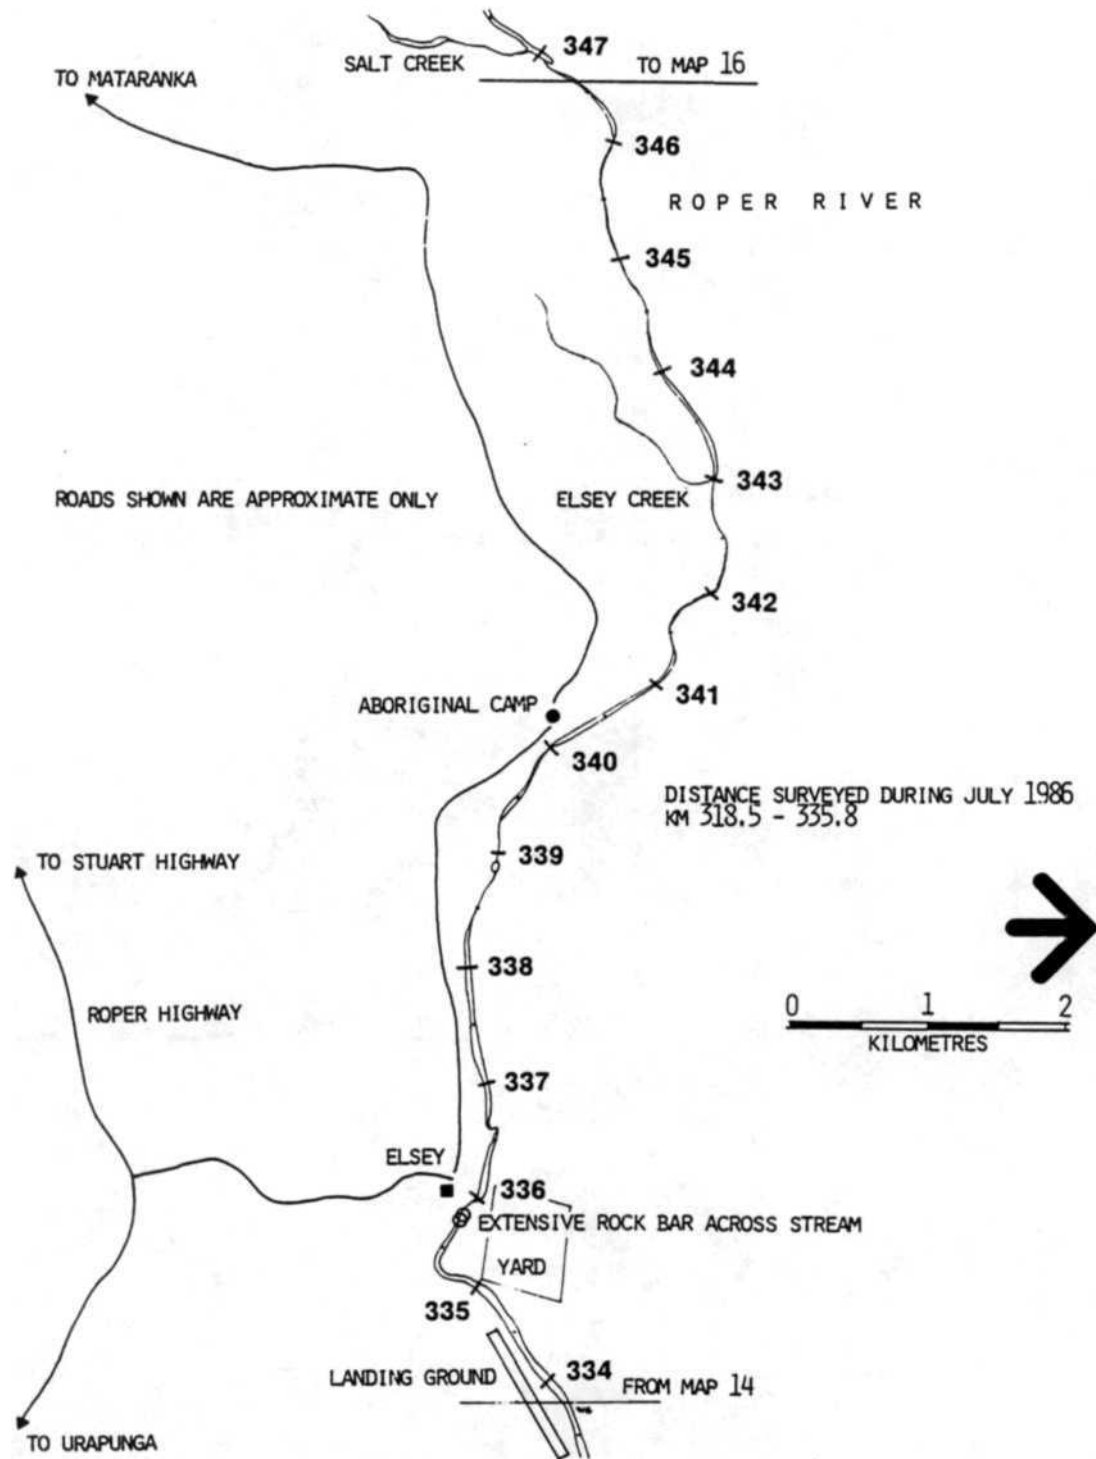 347
SALT CREEK
TO MAP 16
TO MATARANKA
346
ROPER RIVER
345
344
343
ROADS SHOWN ARE APPROXIMATE ONLY
ELSEY CREEK
342
341
ABORIGINAL CAMP
340
DISTANCE SURVEYED DURING JULY 1986
KM 318.5 - 335.8
339
TO STUART HIGHWAY
338
ROPER HIGHWAY
0 1 2
KILOMETRES
337
ELSEY
336
EXTENSIVE ROCK BAR ACROSS STREAM
YARD
335
334
LANDING GROUND
FROM MAP 14
TO URAPUNGA